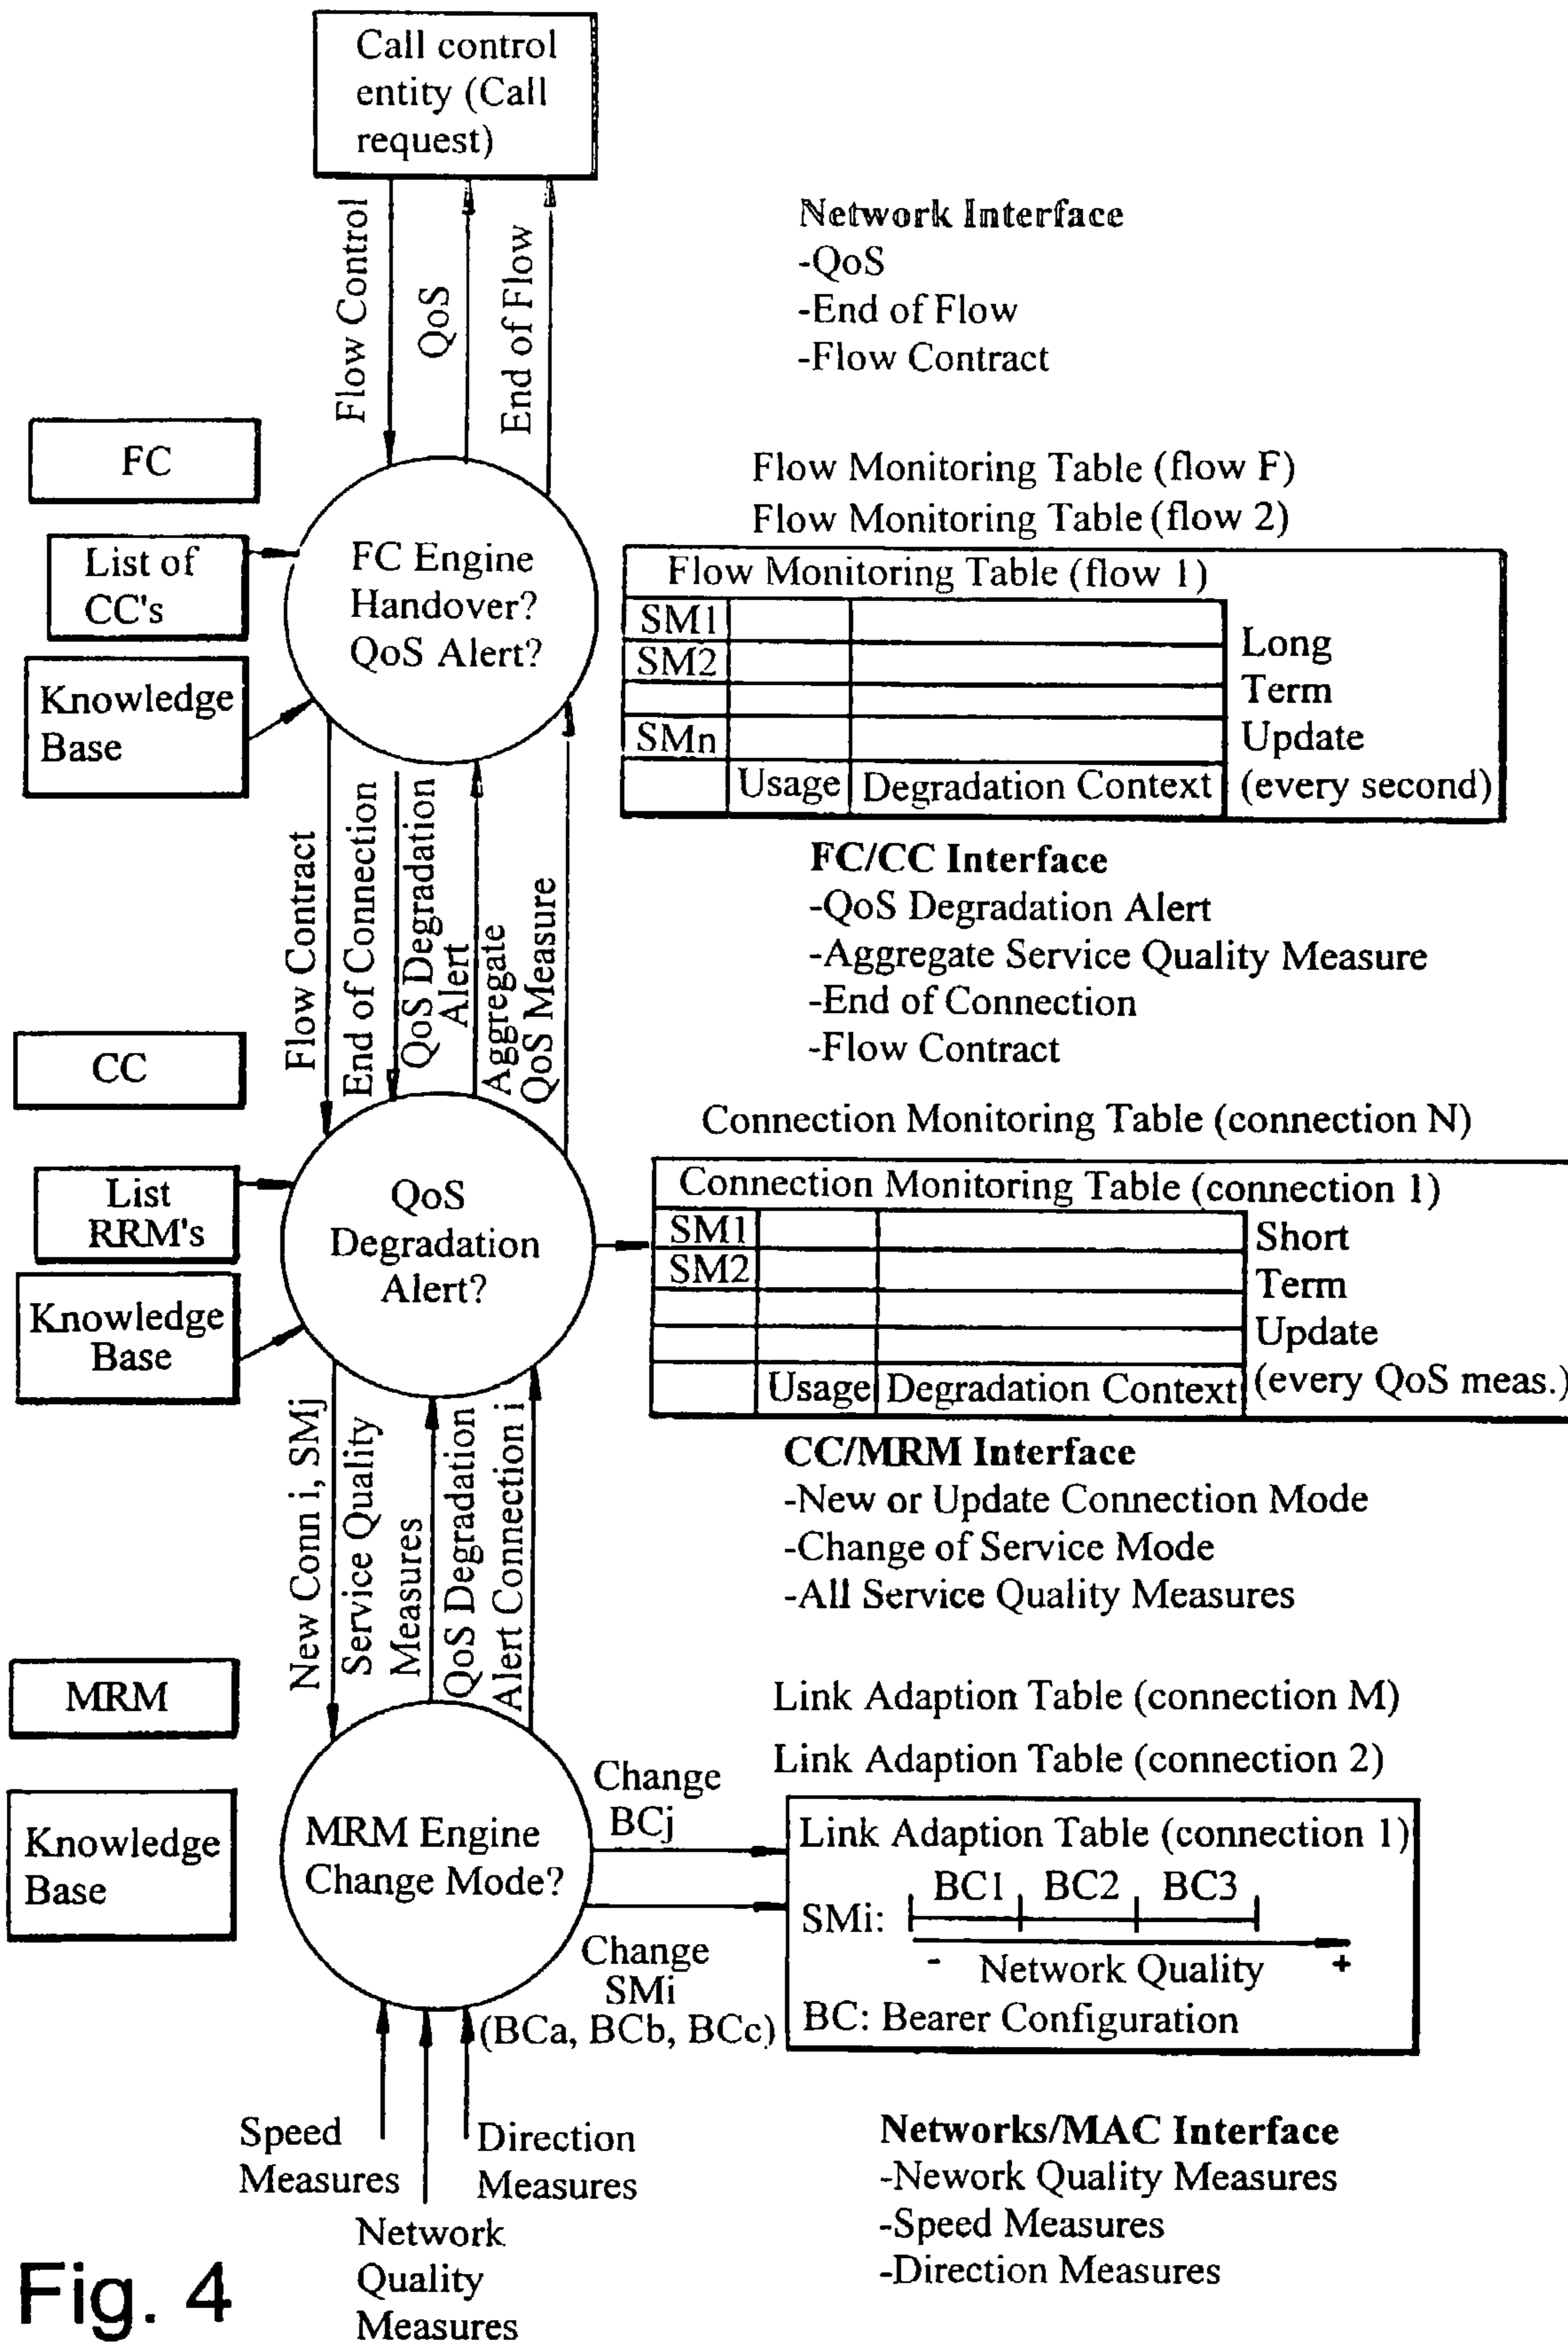 Call control
entity (Call
request)
Flow Control
QoS
End of Flow
Network Interface
-QoS
-End of Flow
-Flow Contract
FC
List of
CC's
Knowledge
Base
FC Engine
Handover?
QoS Alert?
Flow Monitoring Table (flow F)
Flow Monitoring Table (flow 2)
Flow Monitoring Table (flow 1)
SM1
SM2
SMn
Usage
Degradation Context
Long
Term
Update
(every second)
Flow Contract
End of Connection
QoS Degradation
Alert
Aggregate
QoS Measure
FC/CC Interface
-QoS Degradation Alert
-Aggregate Service Quality Measure
-End of Connection
-Flow Contract
CC
List
RRM's
Knowledge
Base
QoS
Degradation
Alert?
Connection Monitoring Table (connection N)
Connection Monitoring Table (connection 1)
SM1
SM2
Usage
Degradation Context
Short
Term
Update
(every QoS meas.)
New Conn i, SMj
Service Quality
Measures
QoS Degradation
Alert Connection i
CC/MRM Interface
-New or Update Connection Mode
-Change of Service Mode
-All Service Quality Measures
MRM
Knowledge
Base
MRM Engine
Change Mode?
Change
BCj
Change
SMi
(BCa, BCb, BCc)
Link Adaption Table (connection M)
Link Adaption Table (connection 2)
Link Adaption Table (connection 1)
BC1 BC2 BC3
SMi:
- Network Quality +
BC: Bearer Configuration
Speed
Measures
Direction
Measures
Network
Quality
Measures
Networks/MAC Interface
-Nework Quality Measures
-Speed Measures
-Direction Measures
Fig. 4